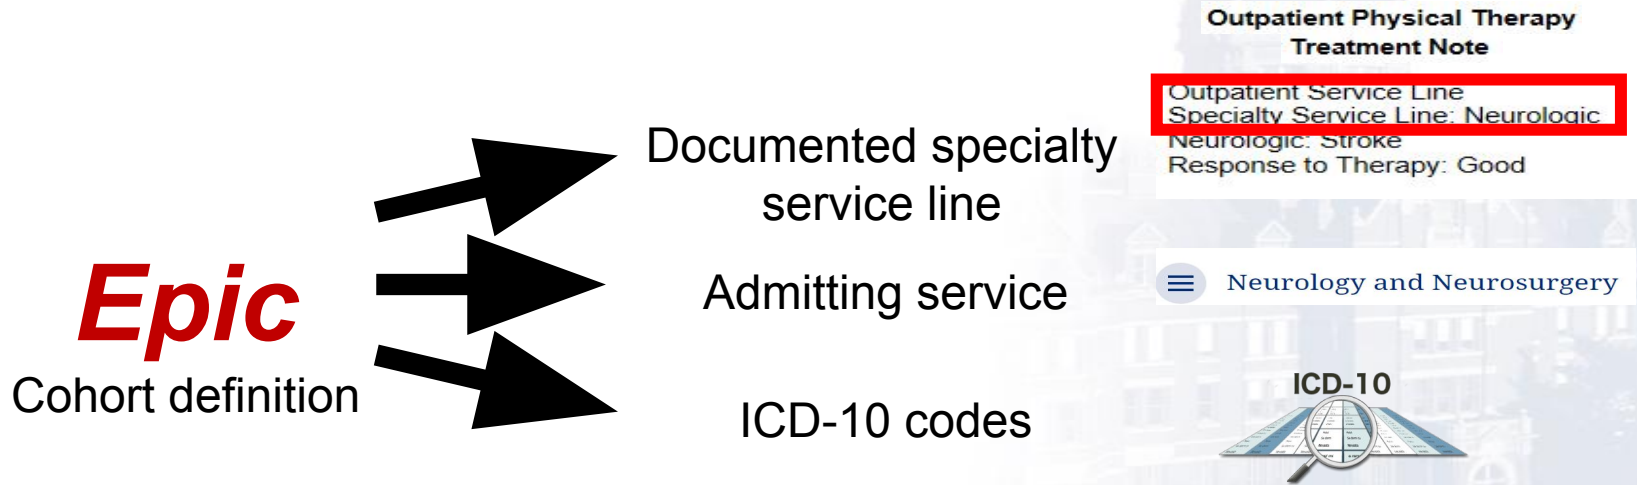 Outpatient Physical Therapy
Treatment Note
Outpatient Service Line
Specialty Service Line: Neurologic
Neurologic: Stroke
Response to Therapy: Good
Documented specialty
service line
Epic
Cohort definition
Admitting service
Neurology and Neurosurgery
ICD-10 codes
ICD-10